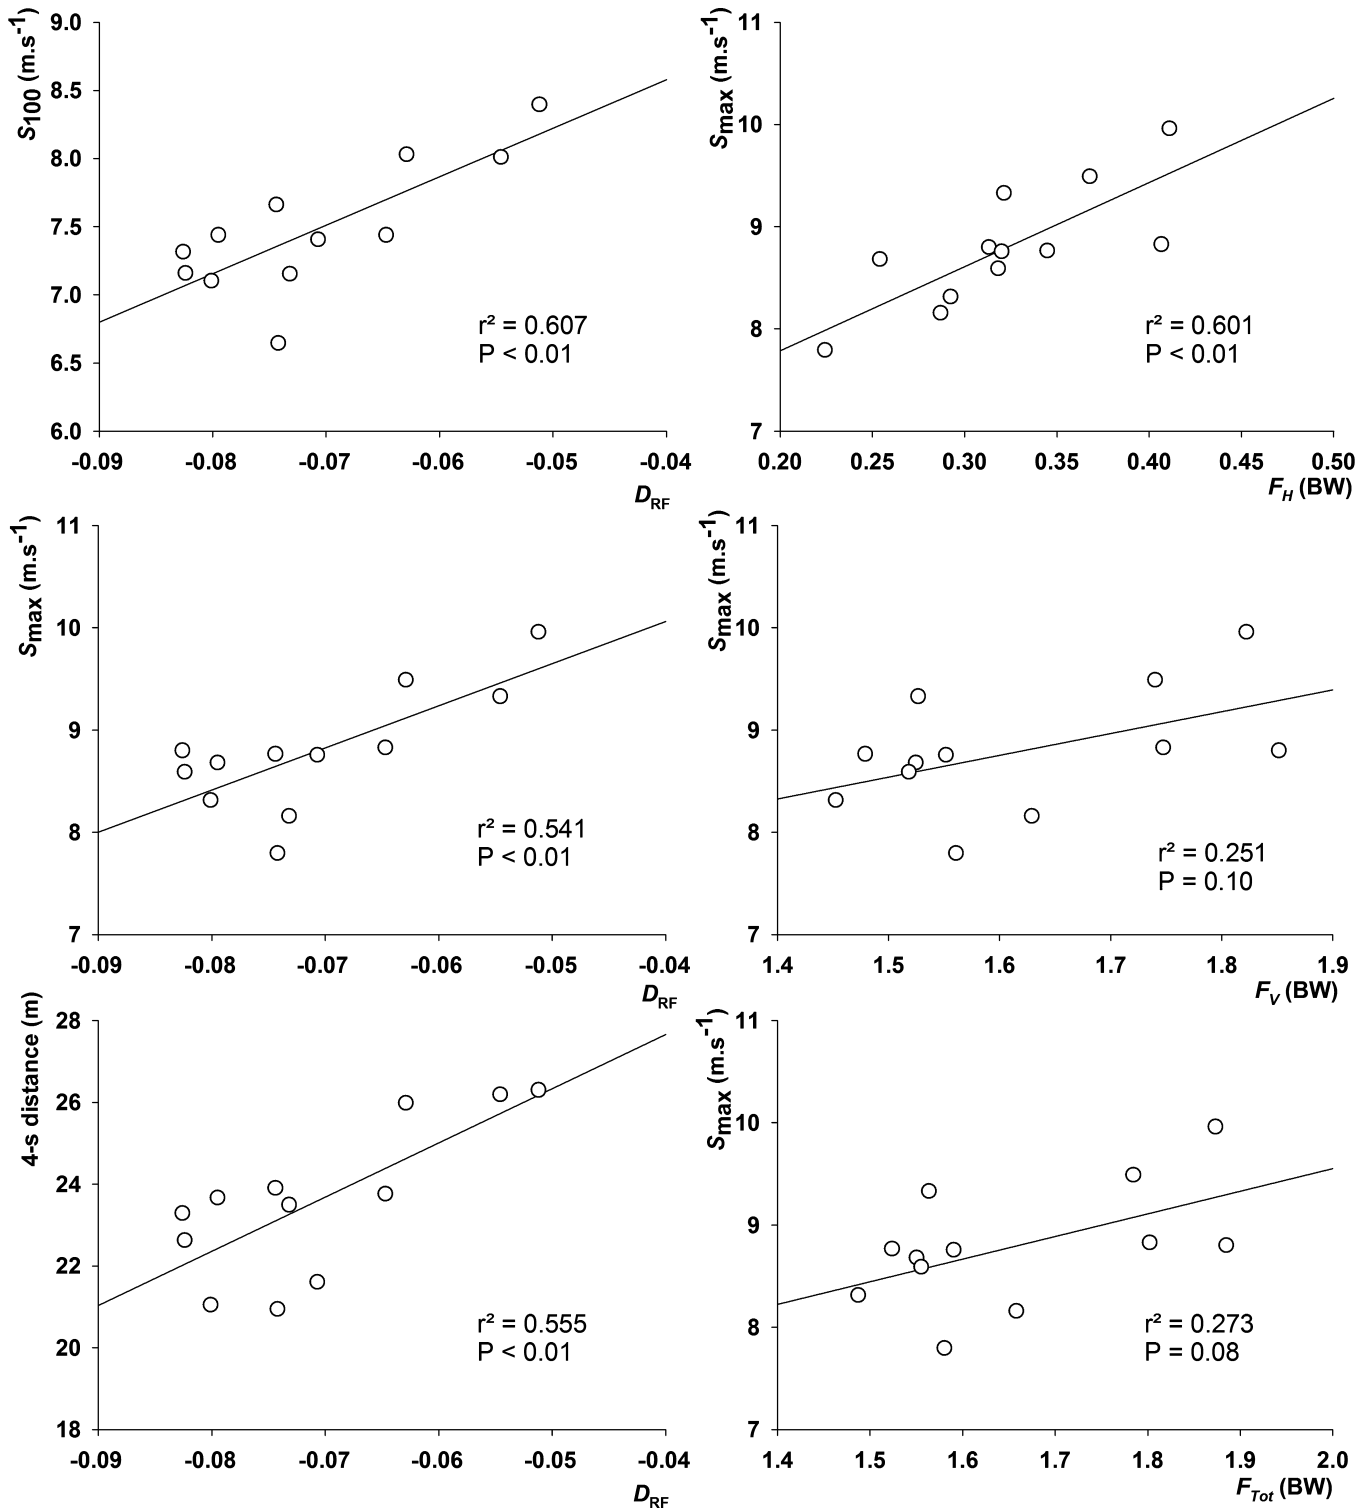 S100 (m.s-1)
9.0
8.5
8.0
7.5
7.0
6.5
6.0
r² = 0.607
P < 0.01
-0.09 -0.08 -0.07 -0.06 -0.05 -0.04
DRF
Smax (m.s-1)
11
10
9
8
7
r² = 0.601
P < 0.01
0.20 0.25 0.30 0.35 0.40 0.45 0.50
FH (BW)
Smax (m.s-1)
11
10
9
8
7
r² = 0.541
P < 0.01
-0.09 -0.08 -0.07 -0.06 -0.05 -0.04
DRF
Smax (m.s-1)
11
10
9
8
7
r² = 0.251
P = 0.10
1.4 1.5 1.6 1.7 1.8 1.9
FV (BW)
4-s distance (m)
28
26
24
22
20
18
r² = 0.555
P < 0.01
-0.09 -0.08 -0.07 -0.06 -0.05 -0.04
DRF
Smax (m.s-1)
11
10
9
8
7
r² = 0.273
P = 0.08
1.4 1.5 1.6 1.7 1.8 1.9 2.0
FTot (BW)